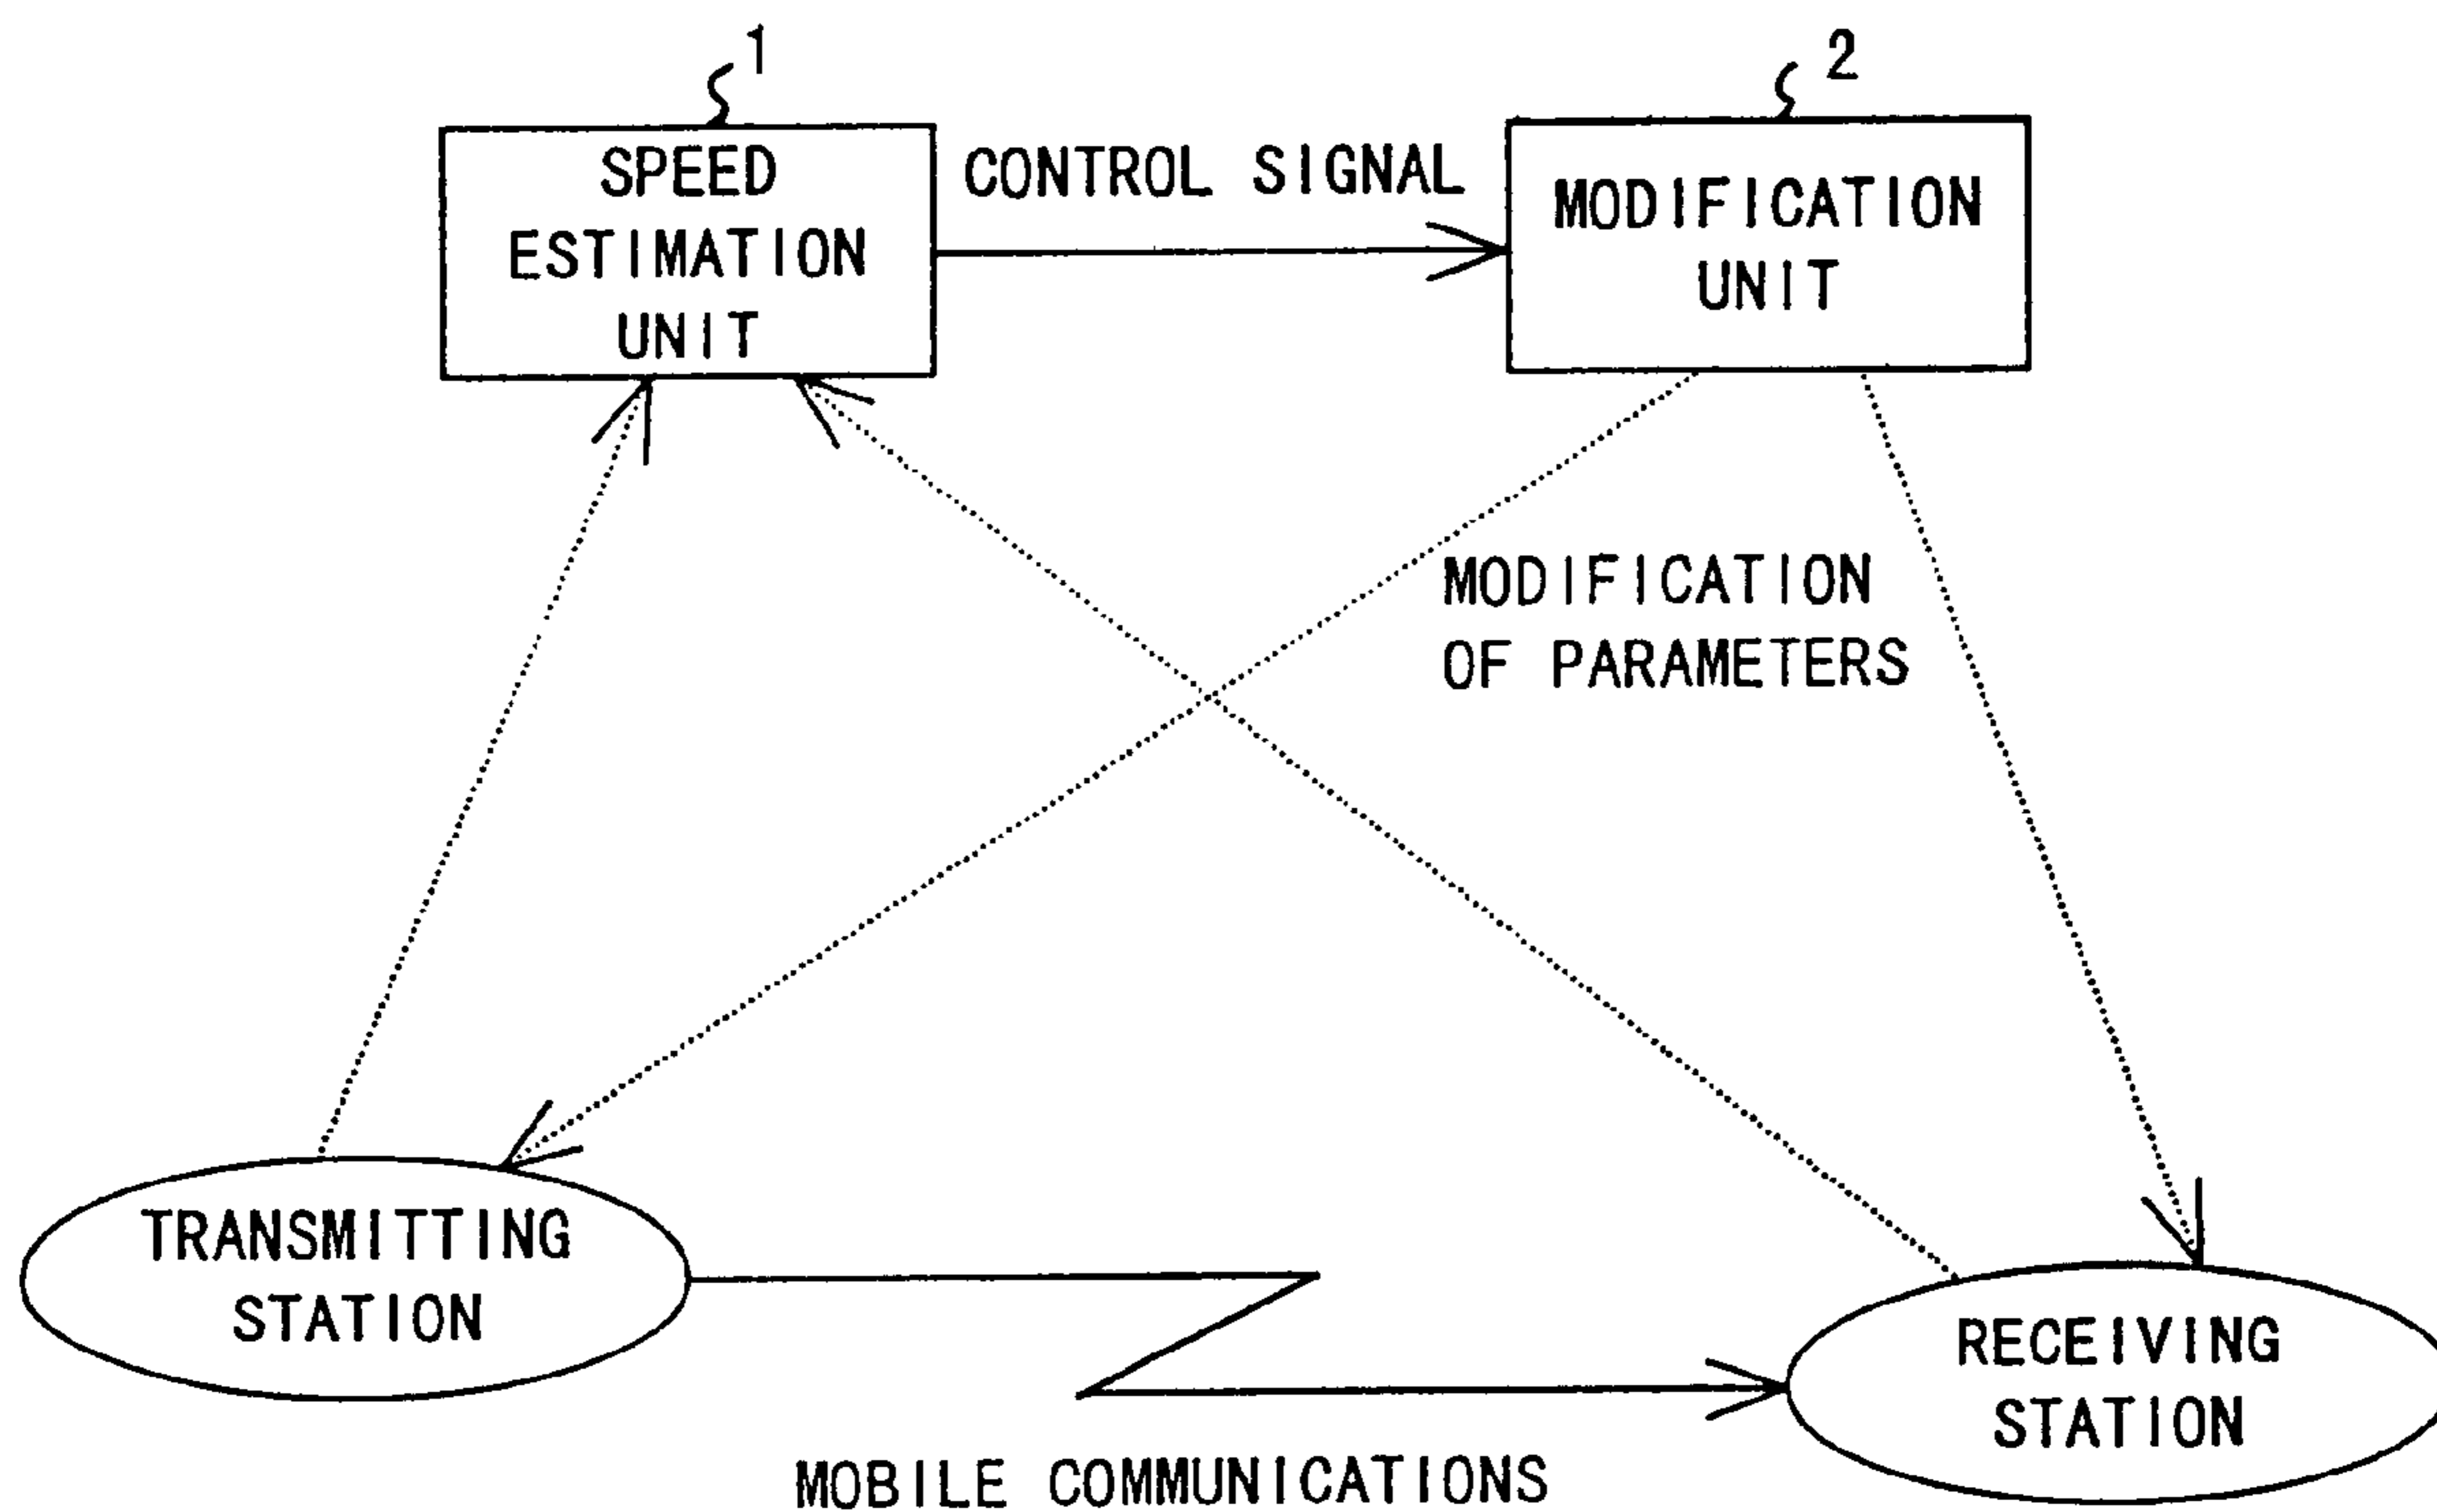 1
2
SPEED
ESTIMATION
UNIT
CONTROL SIGNAL
MODIFICATION
UNIT
MODIFICATION
OF PARAMETERS
TRANSMITTING
STATION
RECEIVING
STATION
MOBILE COMMUNICATIONS